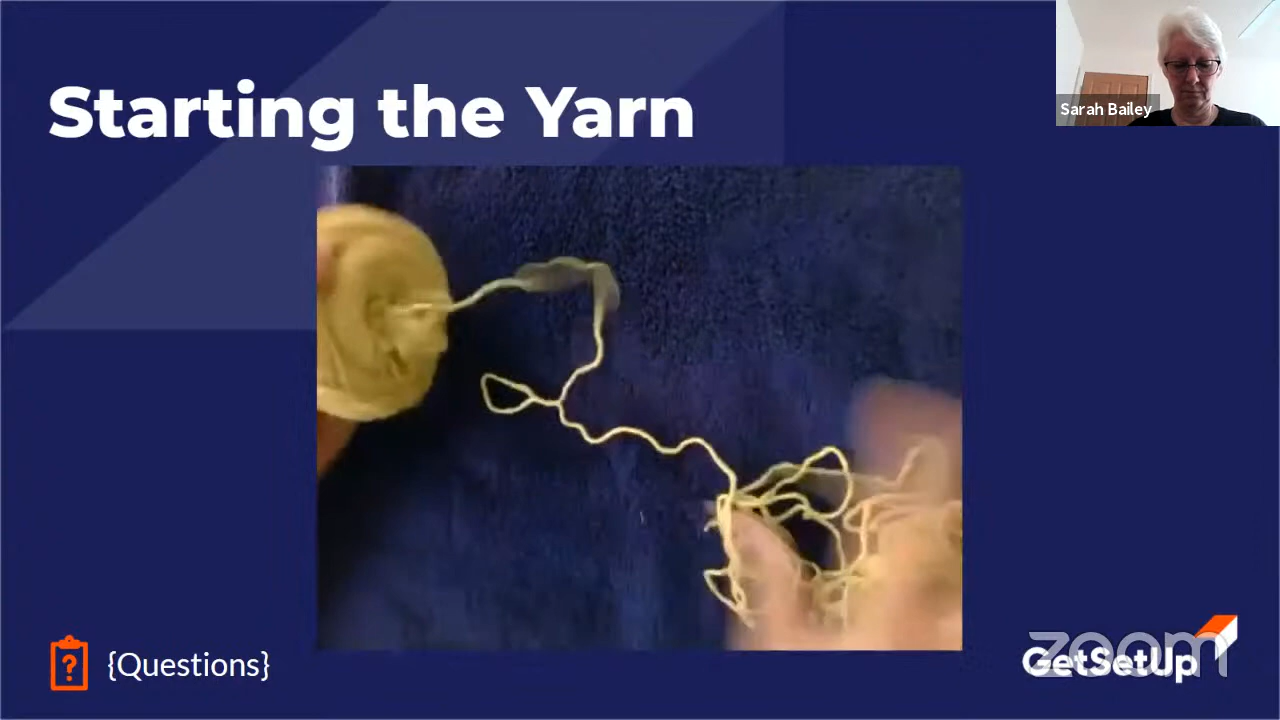 Starting the Yarn
Sarah Bailey
{Questions}
zoom
GetSetUp